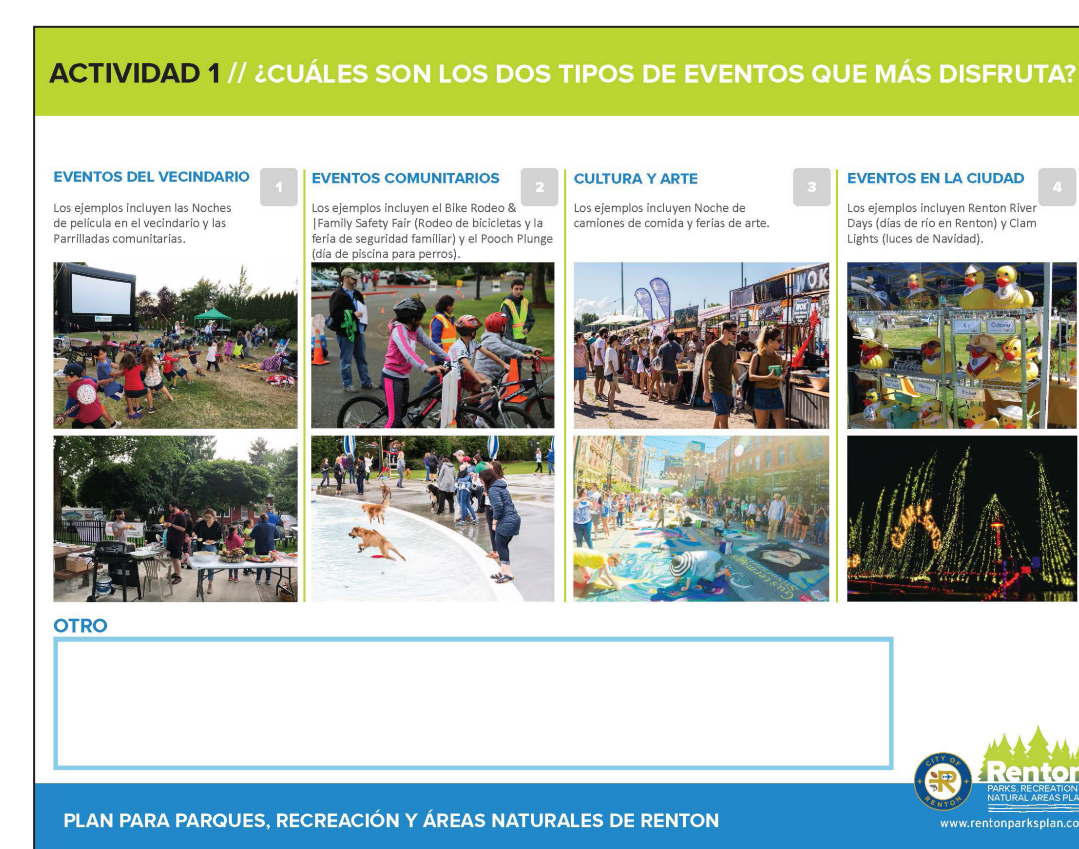 ACTIVIDAD 1 // ¿CUÁLES SON LOS DOS TIPOS DE EVENTOS QUE MÁS DISFRUTA?
EVENTOS DEL VECINDARIO
1
Los ejemplos incluyen las Noches
de película en el vecindario y las
Parrilladas comunitarias.
EVENTOS COMUNITARIOS
2
Los ejemplos incluyen el Bike Rodeo &
|Family Safety Fair (Rodeo de bicicletas y la
feria de seguridad familiar) y el Pooch Plunge
(día de piscina para perros).
CULTURA Y ARTE
3
Los ejemplos incluyen Noche de
camiones de comida y ferias de arte.
WOK
EVENTOS EN LA CIUDAD
4
Los ejemplos incluyen Renton River
Days (días de río en Renton) y Clam
Lights (luces de Navidad).
CLAM
LIGHTS
OTRO
PLAN PARA PARQUES, RECREACIÓN Y ÁREAS NATURALES DE RENTON
CITY OF
RENTON
Renton
PARKS, RECREATION
NATURAL AREAS PLA
www.rentonparksplan.co